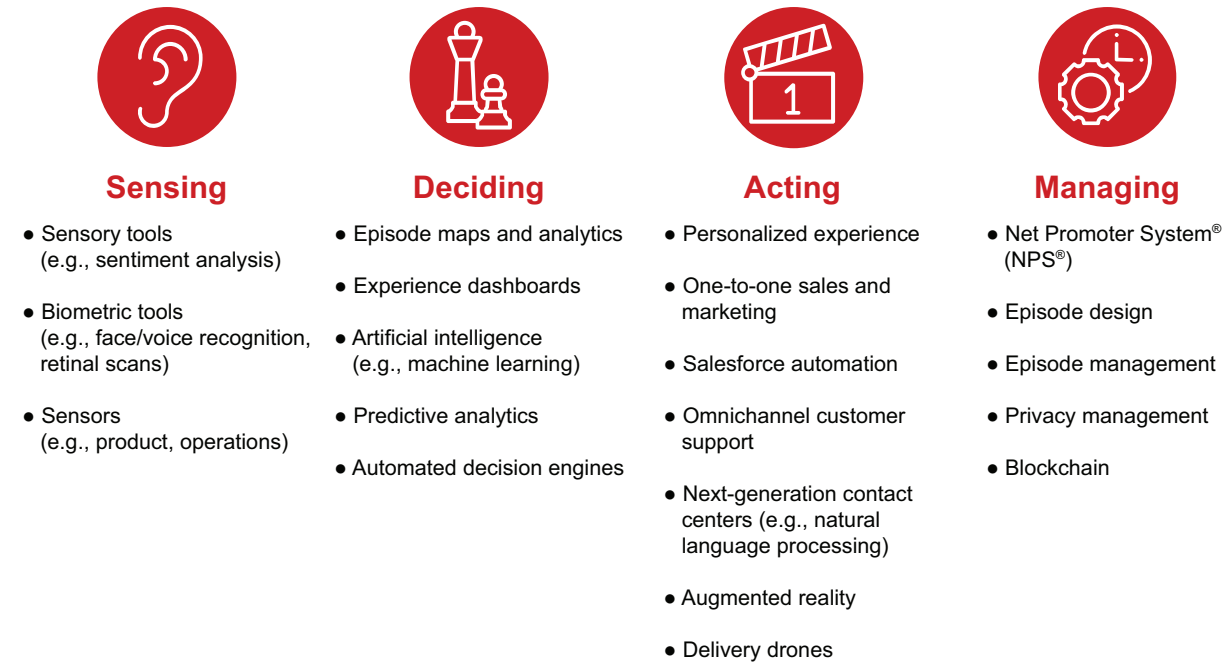 1
Sensing
● Sensory tools
(e.g., sentiment analysis)
● Biometric tools
(e.g., face/voice recognition,
retinal scans)
● Sensors
(e.g., product, operations)
Deciding
● Episode maps and analytics
● Experience dashboards
● Artificial intelligence
(e.g., machine learning)
● Predictive analytics
● Automated decision engines
Acting
● Personalized experience
● One-to-one sales and
marketing
● Salesforce automation
● Omnichannel customer
support
● Next-generation contact
centers (e.g., natural
language processing)
● Augmented reality
● Delivery drones
Managing
● Net Promoter System®
(NPS®)
● Episode design
● Episode management
● Privacy management
● Blockchain